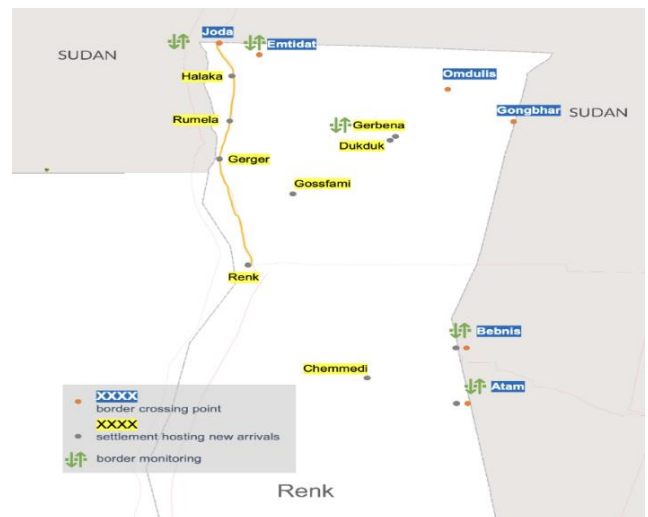 Joda
SUDAN
Emtidat
Halaka
Omdulis
Gongbhar
SUDAN
Rumela
Gerbena
Dukduk
Gerger
Gossfami
Renk
Bebnis
Chemmedi
Atam
XXXX
border crossing point
XXXX
settlement hosting new arrivals
border monitoring
Renk